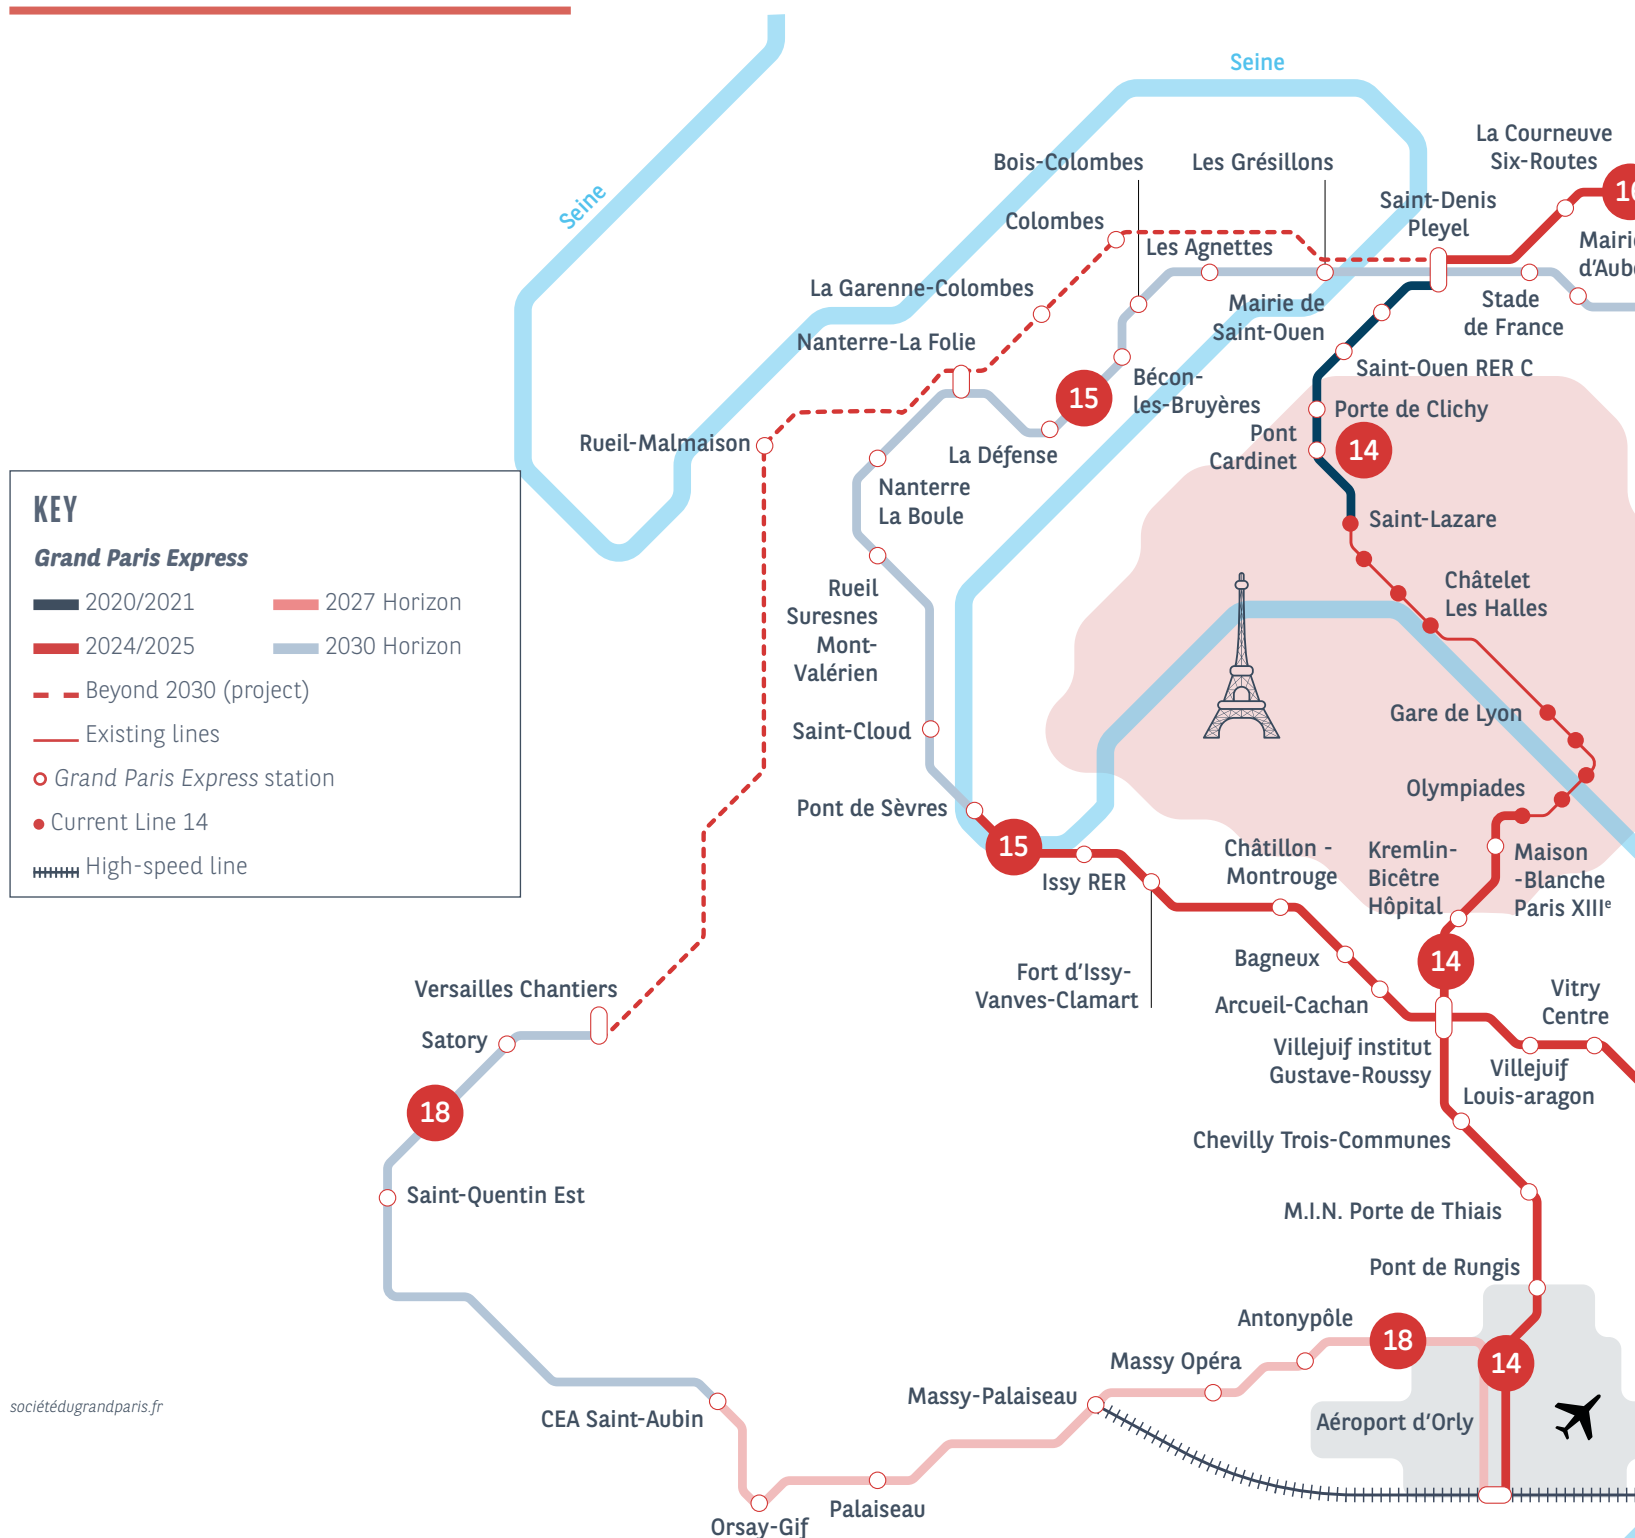 Seine
La Courneuve
Six-Routes
Bois-Colombes
Les Grésillons
Seine
Saint-Denis
Pleyel
Colombes
Les Agnettes
Mairie
La Garenne-Colombes
Mairie de
Saint-Ouen
Stade
de France
Nanterre-La Folie
Saint-Ouen RER C
Bécon-
les-Bruyères
15
Porte de Clichy
Rueil-Malmaison
La Défense
Pont
Cardinet
14
Nanterre
La Boule
Saint-Lazare
KEY
Grand Paris Express
2020/2021
2027 Horizon
2024/2025
2030 Horizon
Beyond 2030 (project)
Existing lines
Grand Paris Express station
Current Line 14
High-speed line
Rueil
Suresnes
Mont-
Valérien
Châtelet
Les Halles
Saint-Cloud
Gare de Lyon
Pont de Sèvres
Olympiades
15
Issy RER
Châtillon -
Montrouge
Kremlin-
Bicêtre
Hôpital
Maison
-Blanche
Paris XIIIe
14
Fort d'Issy-
Vanves-Clamart
Bagneux
Arcueil-Cachan
Vitry
Centre
Versailles Chantiers
Satory
Villejuif institut
Gustave-Roussy
Villejuif
Louis-aragon
18
Chevilly Trois-Communes
Saint-Quentin Est
M.I.N. Porte de Thiais
Pont de Rungis
Antonypôle
18
14
Massy Opéra
Massy-Palaiseau
Aéroport d'Orly
CEA Saint-Aubin
Palaiseau
Orsay-Gif
sociétédugrandparis.fr